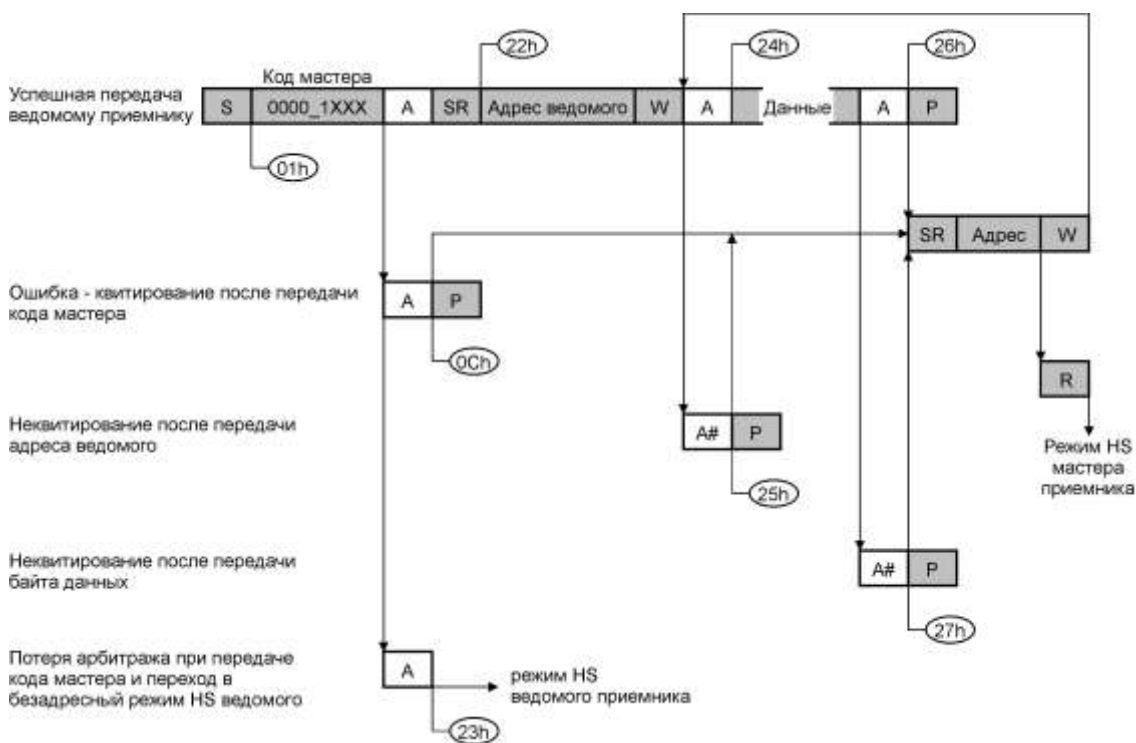 22h
24h
26h
Код мастера
Успешная передача
ведомому приемнику
S 0000_1XXX A SR Адрес ведомого W A Данные A P
01h
SR Адрес W
Ошибка - квитирование после передачи
кода мастера
A P
0Ch
R
Неквитирование после передачи
адреса ведомого
A# P
Режим HS
мастера
приемника
25h
Неквитирование после передачи
байта данных
A# P
27h
Потеря арбитража при передаче
кода мастера и переход в
безадресный режим HS ведомого
A
режим HS
ведомого приемника
23h